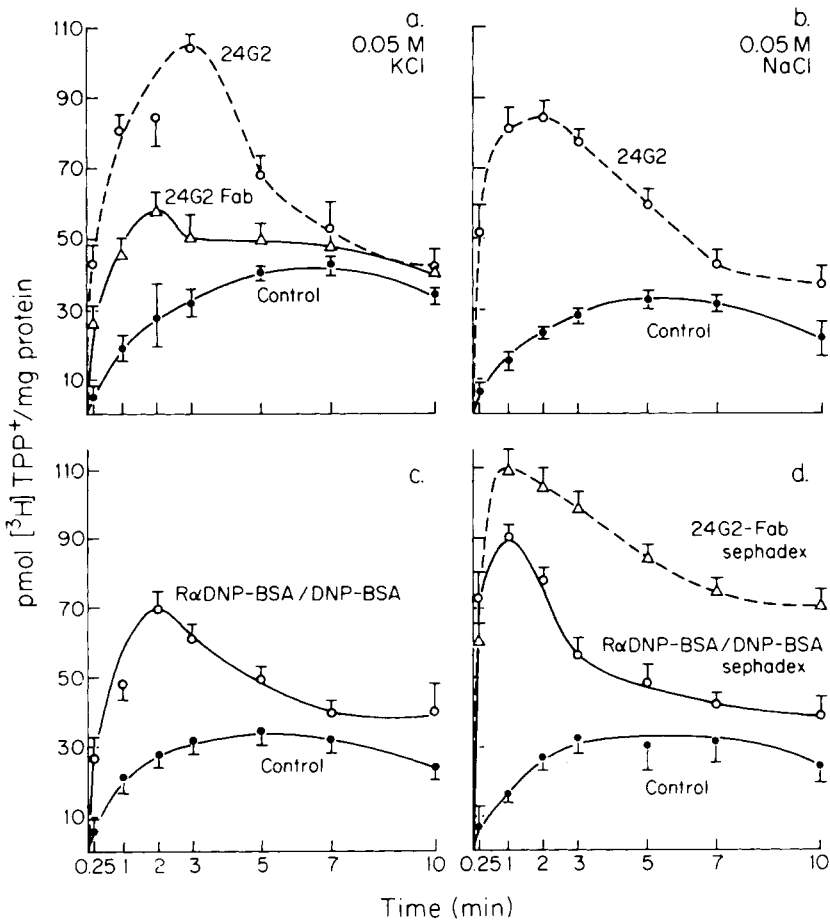 pmol [³H] TPP⁺/mg protein
a.
0.05 M
KCl
110
90
70
50
30
10
24G2
24G2 Fab
Control
b.
0.05 M
NaCl
24G2
Control
c.
110
90
70
50
30
10
RαDNP-BSA/DNP-BSA
Control
0.25 1 2 3 5 7 10
d.
24G2-Fab
sephadex
RαDNP-BSA/DNP-BSA
sephadex
Control
0.25 1 2 3 5 7 10
Time (min)